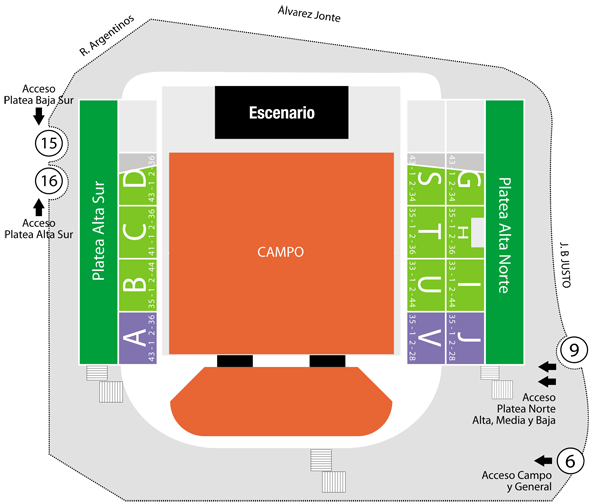 Alvarez Jonte
R. Argentinos
Acceso
Platea Baja Sur
15
16
Acceso
Platea Alta Sur
Platea Alta Sur
36
D
43 - 1 2 -
C
41 - 1 2 - 36
B
35 - 1 2 - 44
A
43 - 1 2 - 36
Escenario
CAMPO
43
S
- 1 - 2 - 34
T
35 - 1 - 2 - 36
U
33 - 1 2 - 44
V
35 - 1 2 - 28
43
G
- 1 - 2 - 34
H
35 - 1 - 2 - 36
I
33 - 1 2 - 44
J
35 - 1 2 - 28
Platea Alta Norte
J. B JUSTO
9
Acceso
Platea Norte
Alta, Media y Baja
6
Acceso Campo
y General